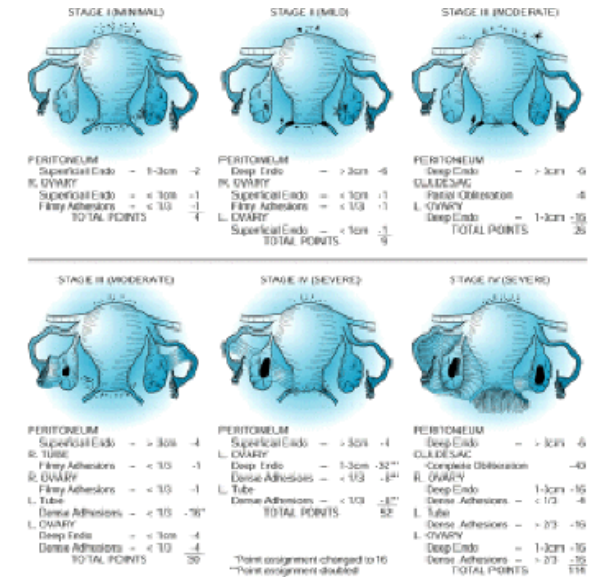 STAGE I (MINIMAL)
PERITONEUM
Superficial Endo – 1-3cm -2
R. OVARY
Superficial Endo – < 1cm -1
Filmy Adhesions – < 1/3 -1
TOTAL POINTS 4
STAGE II (MILD)
PERITONEUM
Deep Endo – > 3cm -6
R. OVARY
Superficial Endo – < 1cm -1
Filmy Adhesions – < 1/3 -1
L. OVARY
Superficial Endo – < 1cm -1
TOTAL POINTS 9
STAGE III (MODERATE)
PERITONEUM
Deep Endo – > 3cm -6
CULDESAC
Partial Obliteration -4
L. OVARY
Deep Endo – 1-3cm -16
TOTAL POINTS 26
STAGE III (MODERATE)
PERITONEUM
Superficial Endo – > 3cm -4
R. TUBE
Filmy Adhesions – < 1/3 -1
R. OVARY
Filmy Adhesions – < 1/3 -1
L. Tube
Dense Adhesions – < 1/3 -16*
L. OVARY
Deep Endo – < 1cm -4
Dense Adhesions – < 1/3 -4
TOTAL POINTS 30
STAGE IV (SEVERE)
PERITONEUM
Superficial Endo – > 3cm -4
L. OVARY
Deep Endo – 1-3cm -32**
Dense Adhesions – < 1/3 -8**
L. Tube
Dense Adhesions – < 1/3 -8**
TOTAL POINTS 52
*Point assignment changed to 16
**Point assignment doubled
STAGE IV (SEVERE)
PERITONEUM
Deep Endo – > 3cm -6
CULDESAC
Complete Obliteration -40
R. OVARY
Deep Endo – 1-3cm -16
Dense Adhesions – < 1/3 -4
L. Tube
Dense Adhesions – > 2/3 -16
L. OVARY
Deep Endo – 1-3cm -16
Dense Adhesions – > 2/3 -16
TOTAL POINTS 114